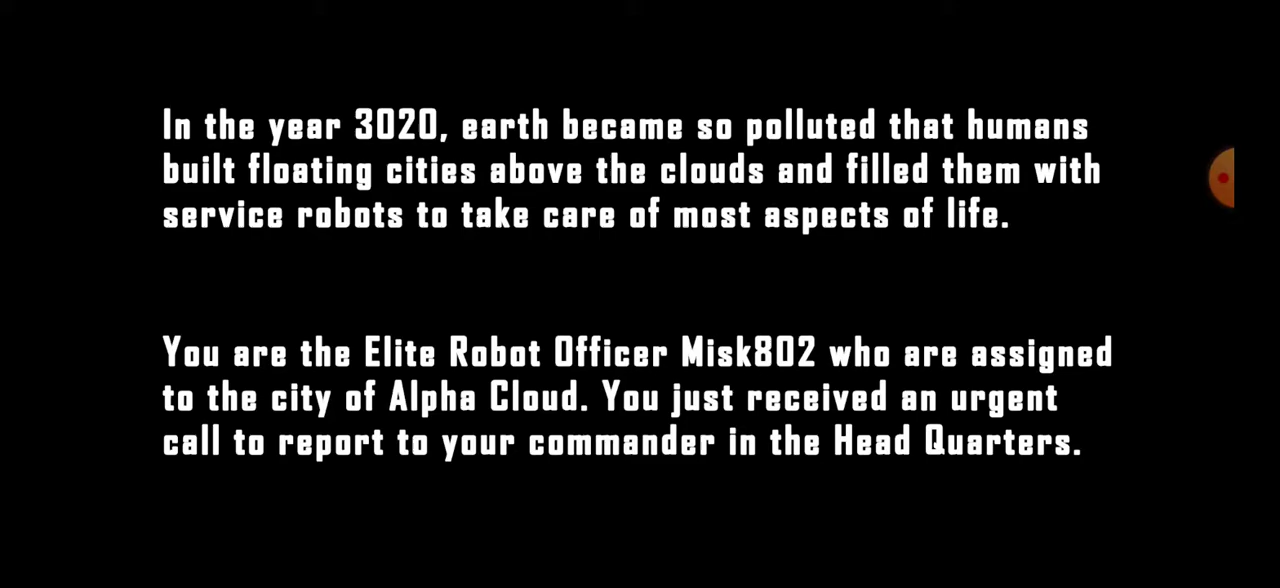 In the year 3020, earth became so polluted that humans
built floating cities above the clouds and filled them with
service robots to take care of most aspects of life.
You are the Elite Robot Officer Misk802 who are assigned
to the city of Alpha Cloud. You just received an urgent
call to report to your commander in the Head Quarters.